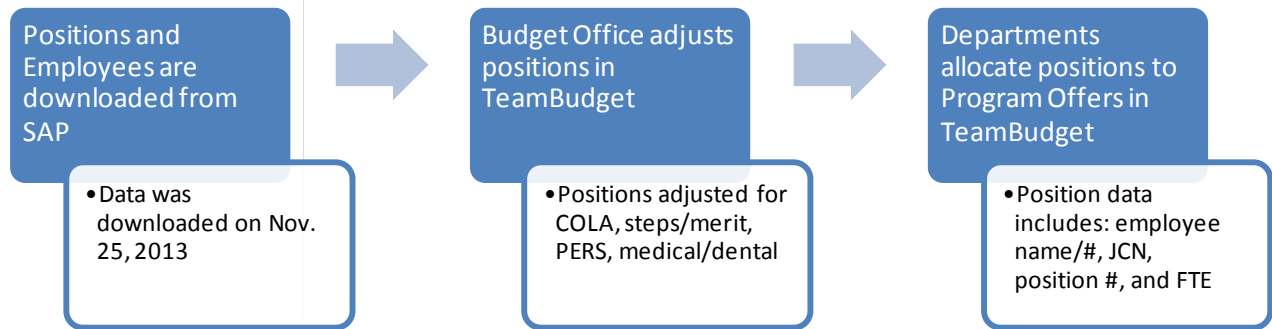 Positions and
Employees are
downloaded from
SAP
•Data was
downloaded on Nov.
25, 2013
Budget Office adjusts
positions in
TeamBudget
•Positions adjusted for
COLA, steps/merit,
PERS, medical/dental
Departments
allocate positions to
Program Offers in
TeamBudget
•Position data
includes: employee
name/#, JCN,
position #, and FTE